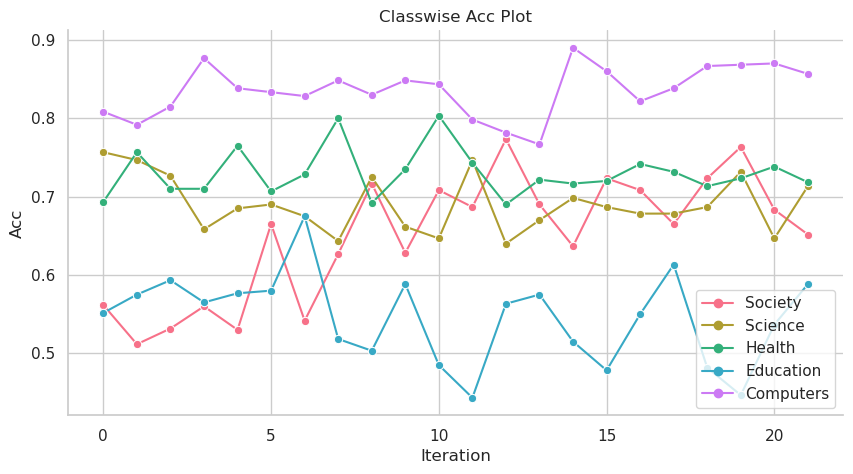 Classwise Acc Plot
0.9
0.8
0.7
0.6
0.5
Acc
Society
Science
Health
Education
Computers
0 5 10 15 20
Iteration